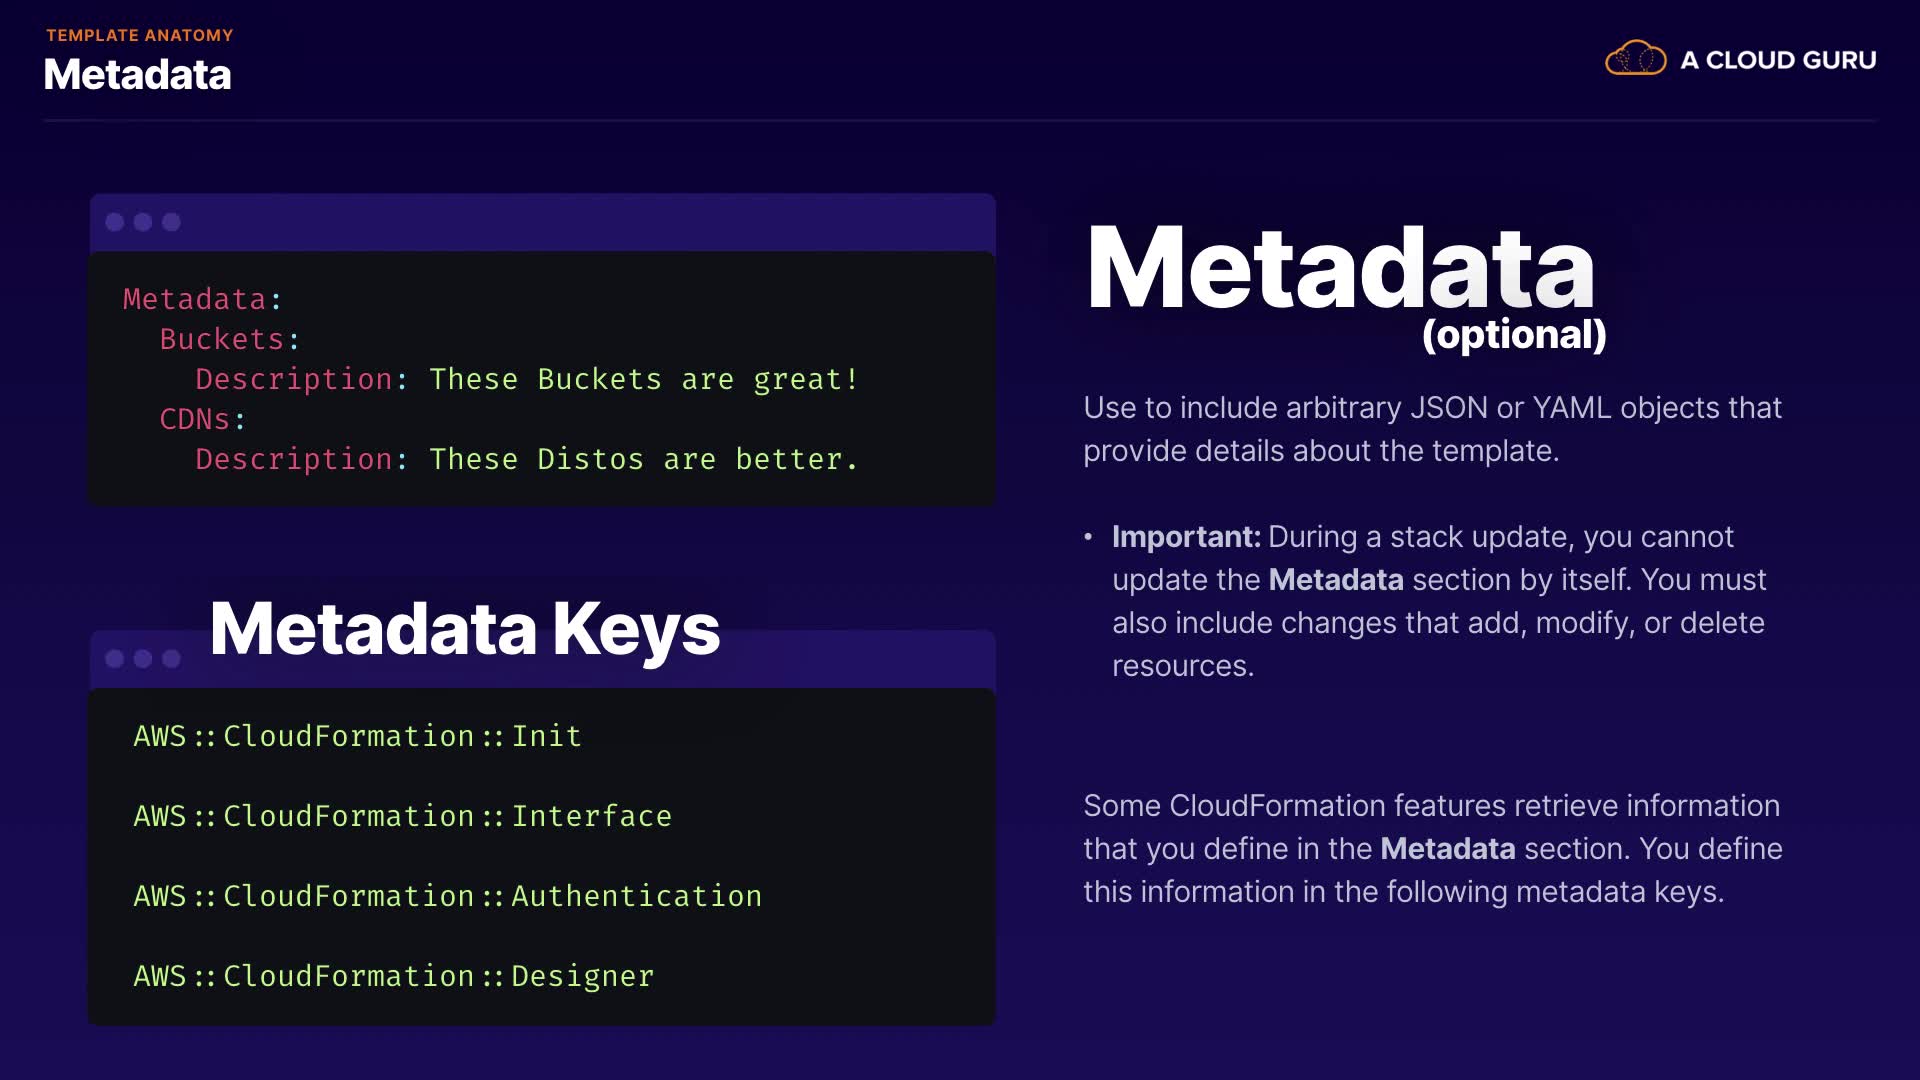 TEMPLATE ANATOMY
Metadata
A CLOUD GURU
Metadata:
Buckets:
Description: These Buckets are great!
CDNs:
Description: These Distos are better.
Metadata Keys
AWS::CloudFormation::Init
AWS::CloudFormation::Interface
AWS::CloudFormation::Authentication
AWS::CloudFormation::Designer
Metadata
(optional)
Use to include arbitrary JSON or YAML objects that
provide details about the template.
• Important: During a stack update, you cannot
update the Metadata section by itself. You must
also include changes that add, modify, or delete
resources.
Some CloudFormation features retrieve information
that you define in the Metadata section. You define
this information in the following metadata keys.